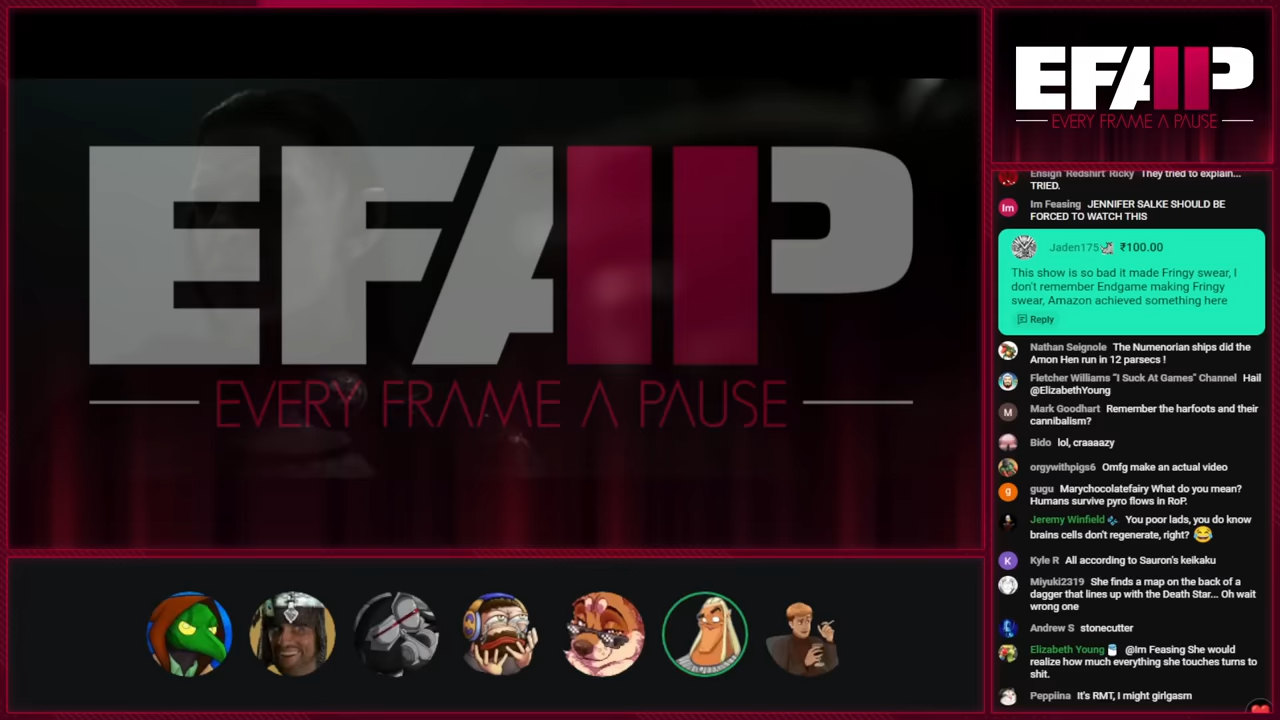 EFAP
EVERY FRAME A PAUSE
EFAP
EVERY FRAME A PAUSE
Ensign 'Redshirt' Ricky They tried to explain...
TRIED.
Im
Im Feasing JENNIFER SALKE SHOULD BE
FORCED TO WATCH THIS
Jaden175 ₹100.00
This show is so bad it made Fringy swear, I
don't remember Endgame making Fringy
swear, Amazon achieved something here
Reply
Nathan Seignole The Numenorian ships did the
Amon Hen run in 12 parsecs !
Fletcher Williams "I Suck At Games" Channel Hail
@ElizabethYoung
M
Mark Goodhart Remember the harfoots and their
cannibalism?
Bido lol, craaaazy
orgywithpigs6 Omfg make an actual video
g
gugu Marychocolatefairy What do you mean?
Humans survive pyro flows in RoP.
Jeremy Winfield You poor lads, you do know
brains cells don't regenerate, right? 😂
K
Kyle R All according to Sauron's keikaku
Miyuki2319 She finds a map on the back of a
dagger that lines up with the Death Star... Oh wait
wrong one
Andrew S stonecutter
Elizabeth Young @Im Feasing She would
realize how much everything she touches turns to
shit.
Peppiina It's RMT, I might girlgasm